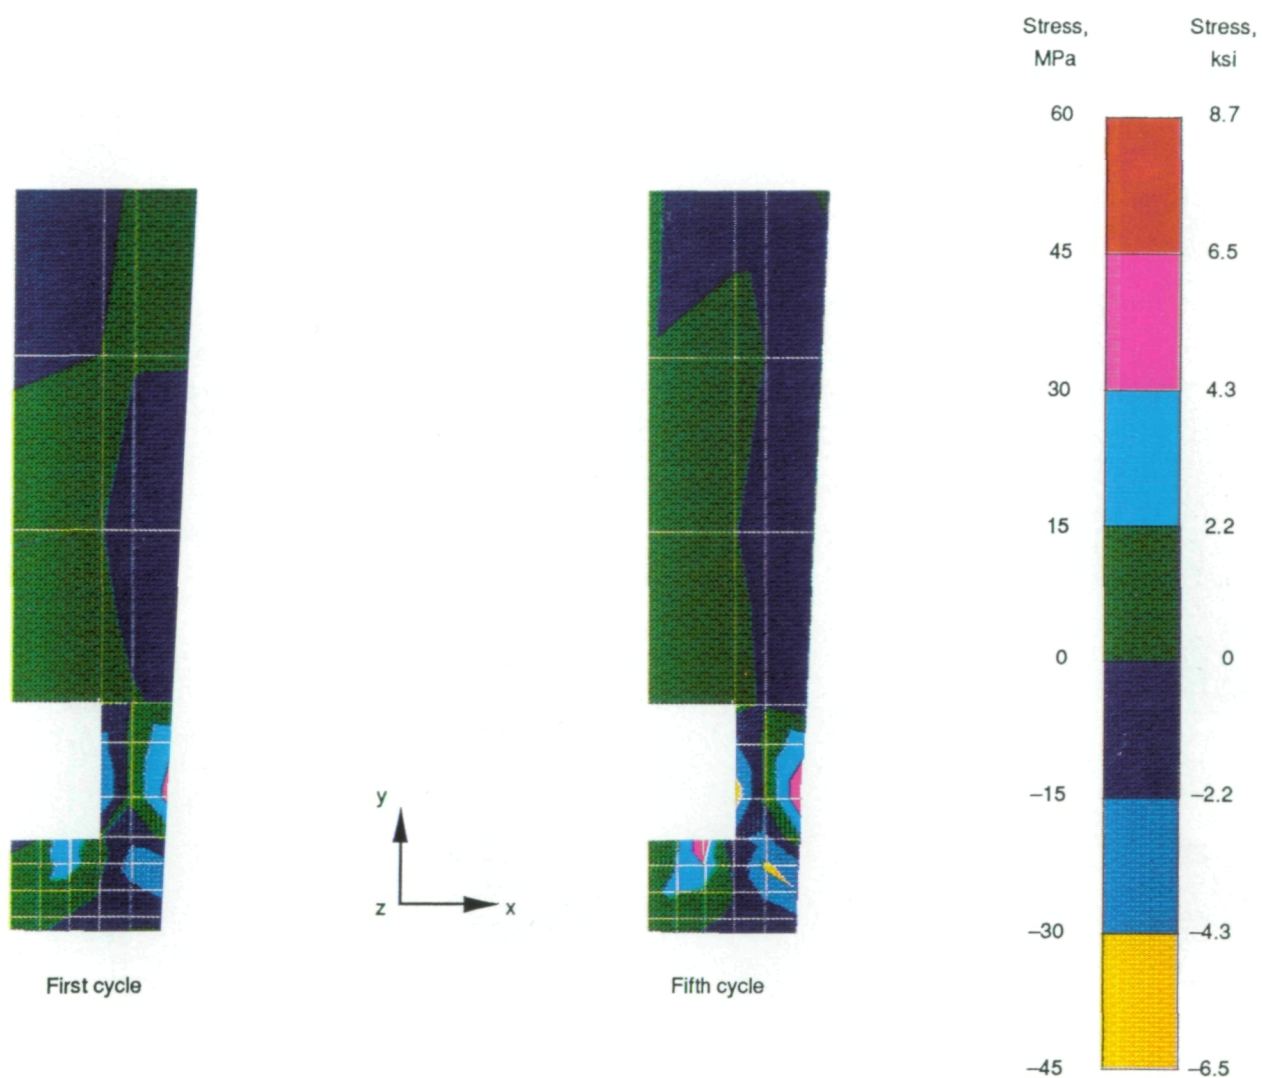 Stress, Stress,
MPa ksi
60 8.7
45 6.5
30 4.3
15 2.2
0 0
−15 −2.2
−30 −4.3
−45 −6.5
y
z x
First cycle Fifth cycle